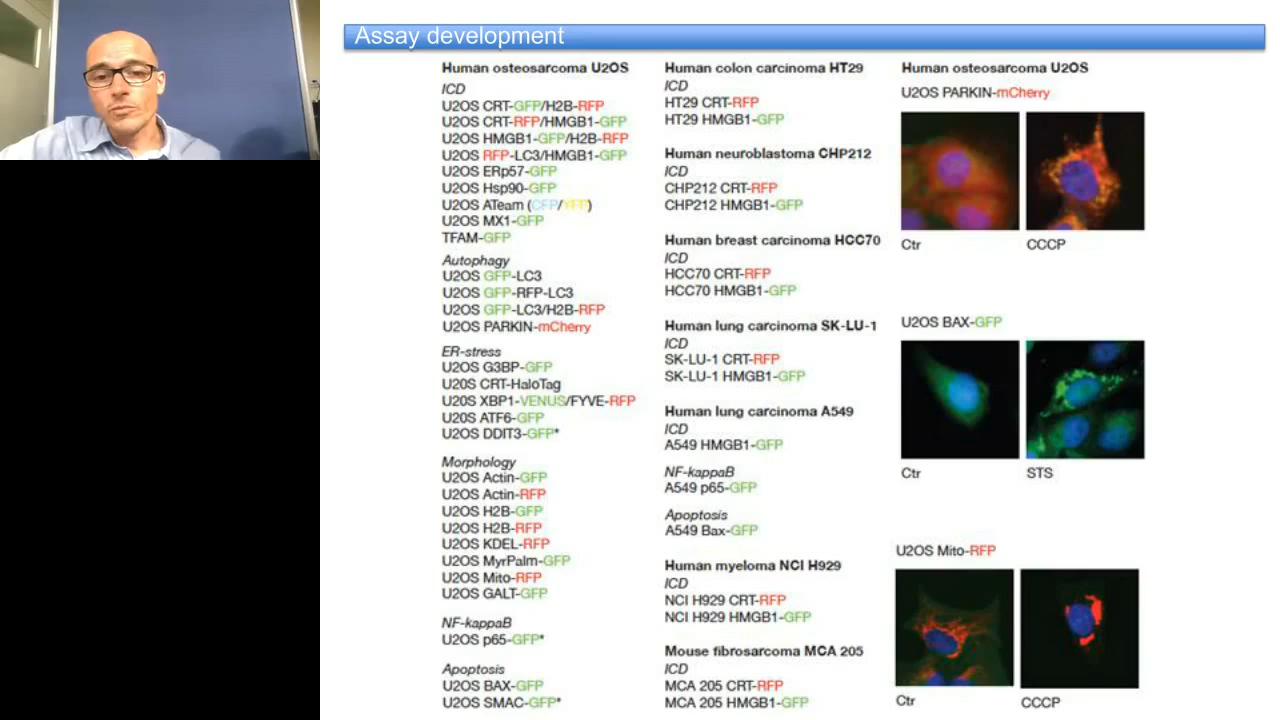 Assay development
Human osteosarcoma U2OS
ICD
U2OS CRT-GFP/H2B-RFP
U2OS CRT-RFP/HMGB1-GFP
U2OS HMGB1-GFP/H2B-RFP
U2OS RFP-LC3/HMGB1-GFP
U2OS ERp57-GFP
U2OS Hsp90-GFP
U2OS ATeam (CFP/YFP)
U2OS MX1-GFP
TFAM-GFP
Autophagy
U2OS GFP-LC3
U2OS GFP-RFP-LC3
U2OS GFP-LC3/H2B-RFP
U2OS PARKIN-mCherry
ER-stress
U2OS G3BP-GFP
U20S CRT-HaloTag
U20S XBP1-VENUS/FYVE-RFP
U20S ATF6-GFP
U2OS DDIT3-GFP*
Morphology
U2OS Actin-GFP
U2OS Actin-RFP
U2OS H2B-GFP
U2OS H2B-RFP
U2OS KDEL-RFP
U2OS MyrPalm-GFP
U2OS Mito-RFP
U2OS GALT-GFP
NF-kappaB
U2OS p65-GFP*
Apoptosis
U2OS BAX-GFP
U2OS SMAC-GFP*
Human colon carcinoma HT29
ICD
HT29 CRT-RFP
HT29 HMGB1-GFP
Human neuroblastoma CHP212
ICD
CHP212 CRT-RFP
CHP212 HMGB1-GFP
Human breast carcinoma HCC70
ICD
HCC70 CRT-RFP
HCC70 HMGB1-GFP
Human lung carcinoma SK-LU-1
ICD
SK-LU-1 CRT-RFP
SK-LU-1 HMGB1-GFP
Human lung carcinoma A549
ICD
A549 HMGB1-GFP
NF-kappaB
A549 p65-GFP
Apoptosis
A549 Bax-GFP
Human myeloma NCI H929
ICD
NCI H929 CRT-RFP
NCI H929 HMGB1-GFP
Mouse fibrosarcoma MCA 205
ICD
MCA 205 CRT-RFP
MCA 205 HMGB1-GFP
Human osteosarcoma U2OS
U2OS PARKIN-mCherry
Ctr CCCP
U2OS BAX-GFP
Ctr STS
U2OS Mito-RFP
Ctr CCCP